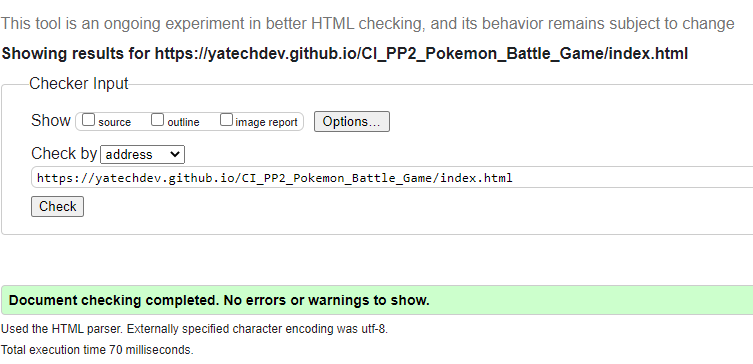 This tool is an ongoing experiment in better HTML checking, and its behavior remains subject to change
Showing results for https://yatechdev.github.io/CI_PP2_Pokemon_Battle_Game/index.html
Checker Input
Show source outline image report Options...
Check by address
https://yatechdev.github.io/CI_PP2_Pokemon_Battle_Game/index.html
Check
Document checking completed. No errors or warnings to show.
Used the HTML parser. Externally specified character encoding was utf-8.
Total execution time 70 milliseconds.